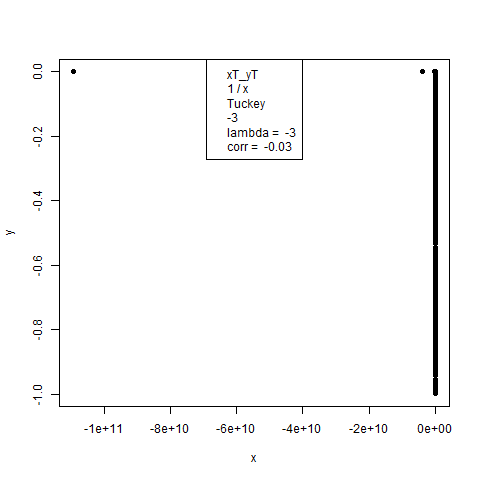 xT_yT
1 / x
Tuckey
-3
lambda = -3
corr = -0.03
0.0
-0.2
-0.4
-0.6
-0.8
-1.0
y
-1e+11
-8e+10
-6e+10
-4e+10
-2e+10
0e+00
x